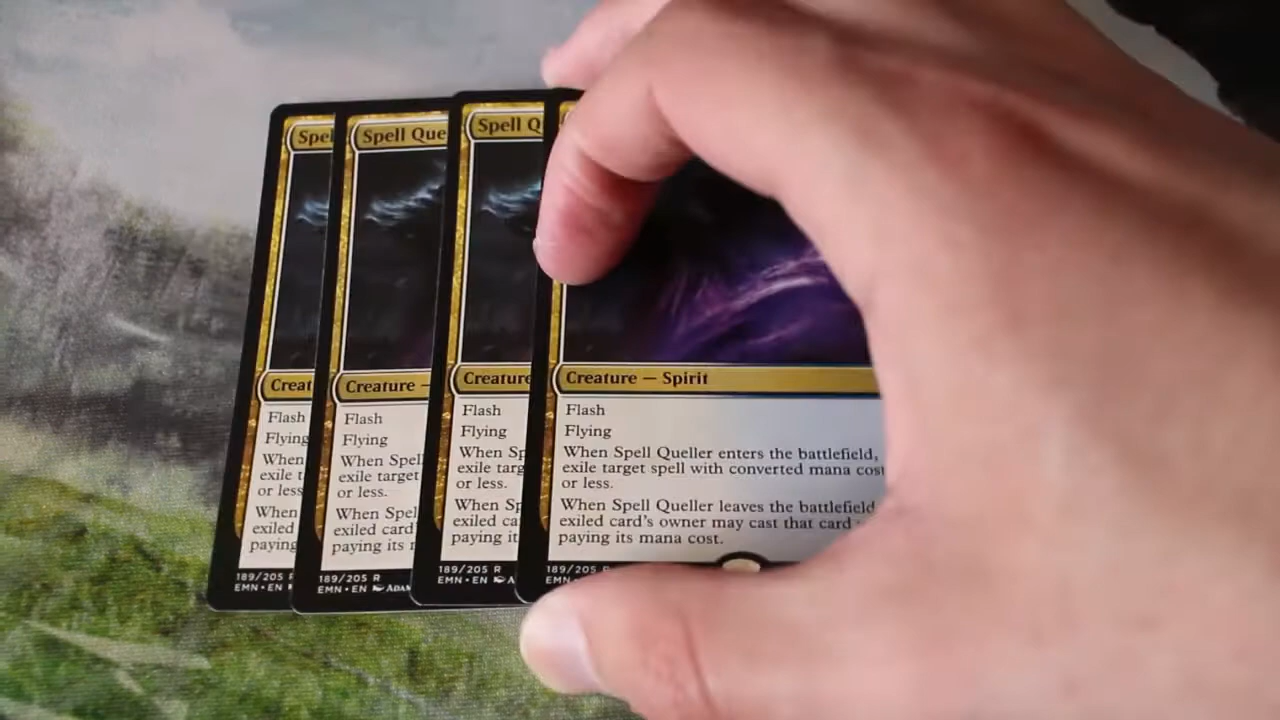 Spel
Creat
Flash
Flying
When
exile t
or less.
When
exiled
paying
189/205 R
EMN • EN
Spell Que
Creature —
Flash
Flying
When Spell
exile target
or less.
When Spel
exiled card
paying its
189/205 R
EMN • EN ADAM
Spell Q
Creature
Flash
Flying
When Sp
exile targ
or less.
When Sp
exiled ca
paying it
189/205 R
EMN • EN A
Creature — Spirit
Flash
Flying
When Spell Queller enters the battlefield,
exile target spell with converted mana cost
or less.
When Spell Queller leaves the battlefield
exiled card's owner may cast that card
paying its mana cost.
189/205 R
EMN